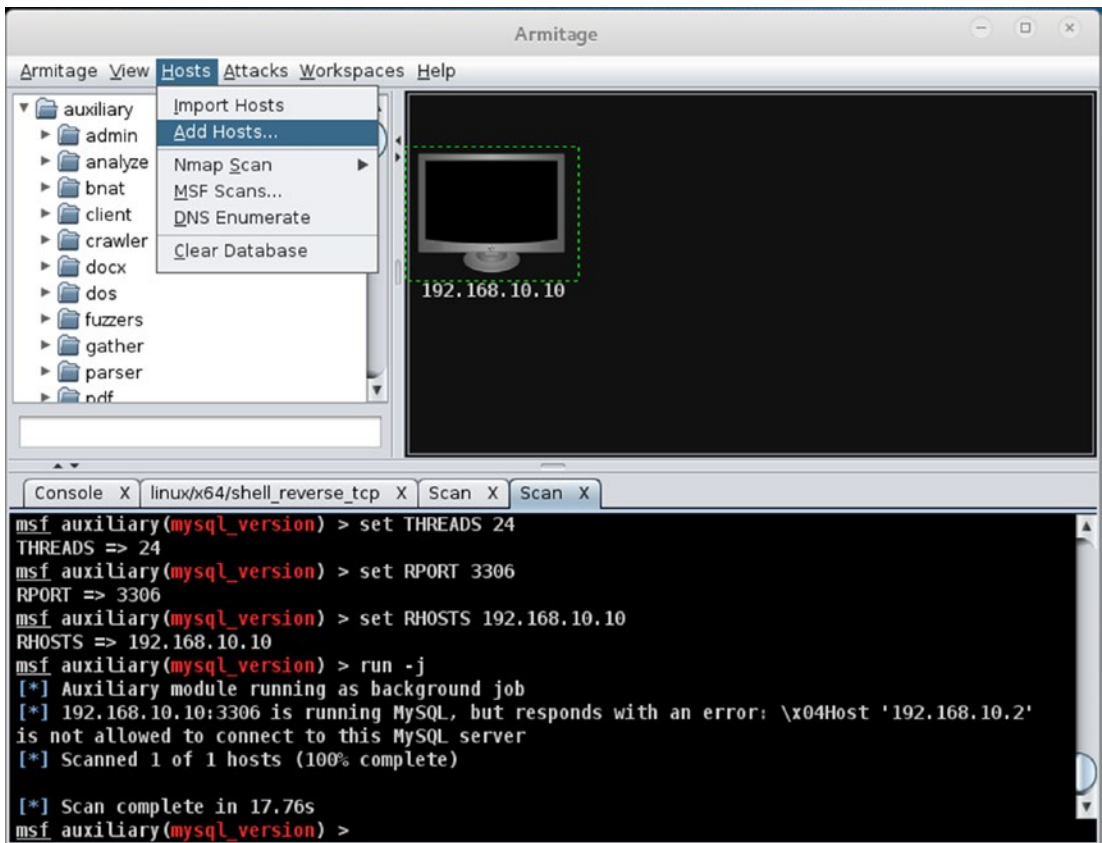 Armitage
Armitage View Hosts Attacks Workspaces Help
auxiliary
admin
analyze
bnat
client
crawler
docx
dos
fuzzers
gather
parser
pdf
Import Hosts
Add Hosts...
Nmap Scan
MSF Scans...
DNS Enumerate
Clear Database
192.168.10.10
Console X linux/x64/shell_reverse_tcp X Scan X Scan X
msf auxiliary(mysql_version) > set THREADS 24
THREADS => 24
msf auxiliary(mysql_version) > set RPORT 3306
RPORT => 3306
msf auxiliary(mysql_version) > set RHOSTS 192.168.10.10
RHOSTS => 192.168.10.10
msf auxiliary(mysql_version) > run -j
[*] Auxiliary module running as background job
[*] 192.168.10.10:3306 is running MySQL, but responds with an error: \x04Host '192.168.10.2'
is not allowed to connect to this MySQL server
[*] Scanned 1 of 1 hosts (100% complete)
[*] Scan complete in 17.76s
msf auxiliary(mysql_version) >